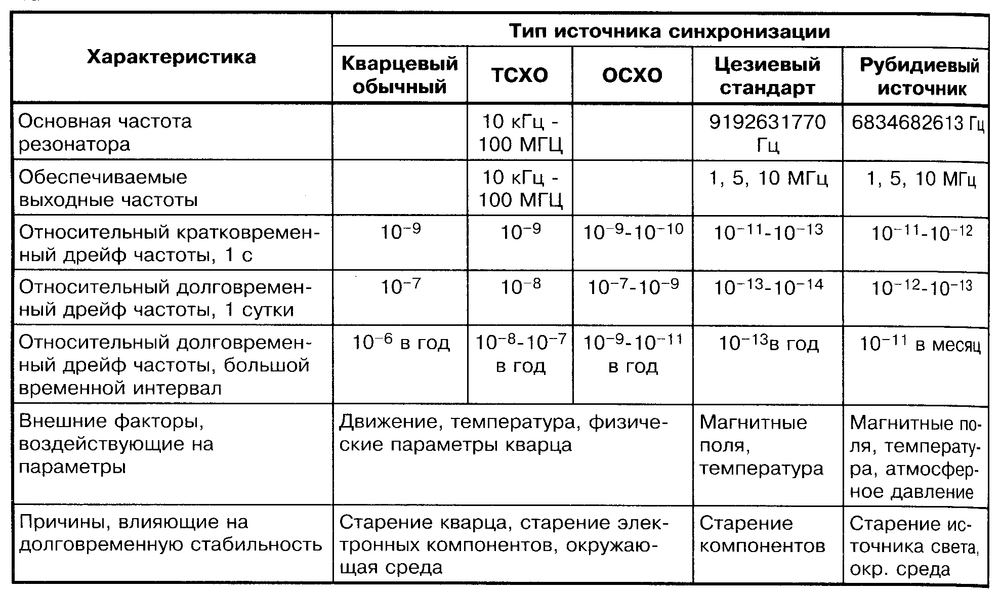 Тип источника синхронизации
Характеристика
Кварцевый
обычный
ТСХО
ОСХО
Цезиевый
стандарт
Рубидиевый
источник
Основная частота
резонатора
10 кГц -
100 МГЦ
9192631770
Гц
6834682613 Гц
Обеспечиваемые
выходные частоты
10 кГц -
100 МГЦ
1, 5, 10 МГц
1, 5, 10 МГц
Относительный кратковремен-
ный дрейф частоты, 1 с
10⁻⁹
10⁻⁹
10⁻⁹-10⁻¹⁰
10⁻¹¹-10⁻¹³
10⁻¹¹-10⁻¹²
Относительный долговремен-
ный дрейф частоты, 1 сутки
10⁻⁷
10⁻⁸
10⁻⁷-10⁻⁹
10⁻¹³-10⁻¹⁴
10⁻¹²-10⁻¹³
Относительный долговремен-
ный дрейф частоты, большой
временной интервал
10⁻⁶ в год
10⁻⁸-10⁻⁷
в год
10⁻⁹-10⁻¹¹
в год
10⁻¹³в год
10⁻¹¹ в месяц
Внешние факторы,
воздействующие на
параметры
Движение, температура, физиче-
ские параметры кварца
Магнитные
поля,
температура
Магнитные по-
ля, температу-
ра, атмосфер-
ное давление
Причины, влияющие на
долговременную стабильность
Старение кварца, старение элек-
тронных компонентов, окружаю-
щая среда
Старение
компонентов
Старение ис-
точника света,
окр. среда